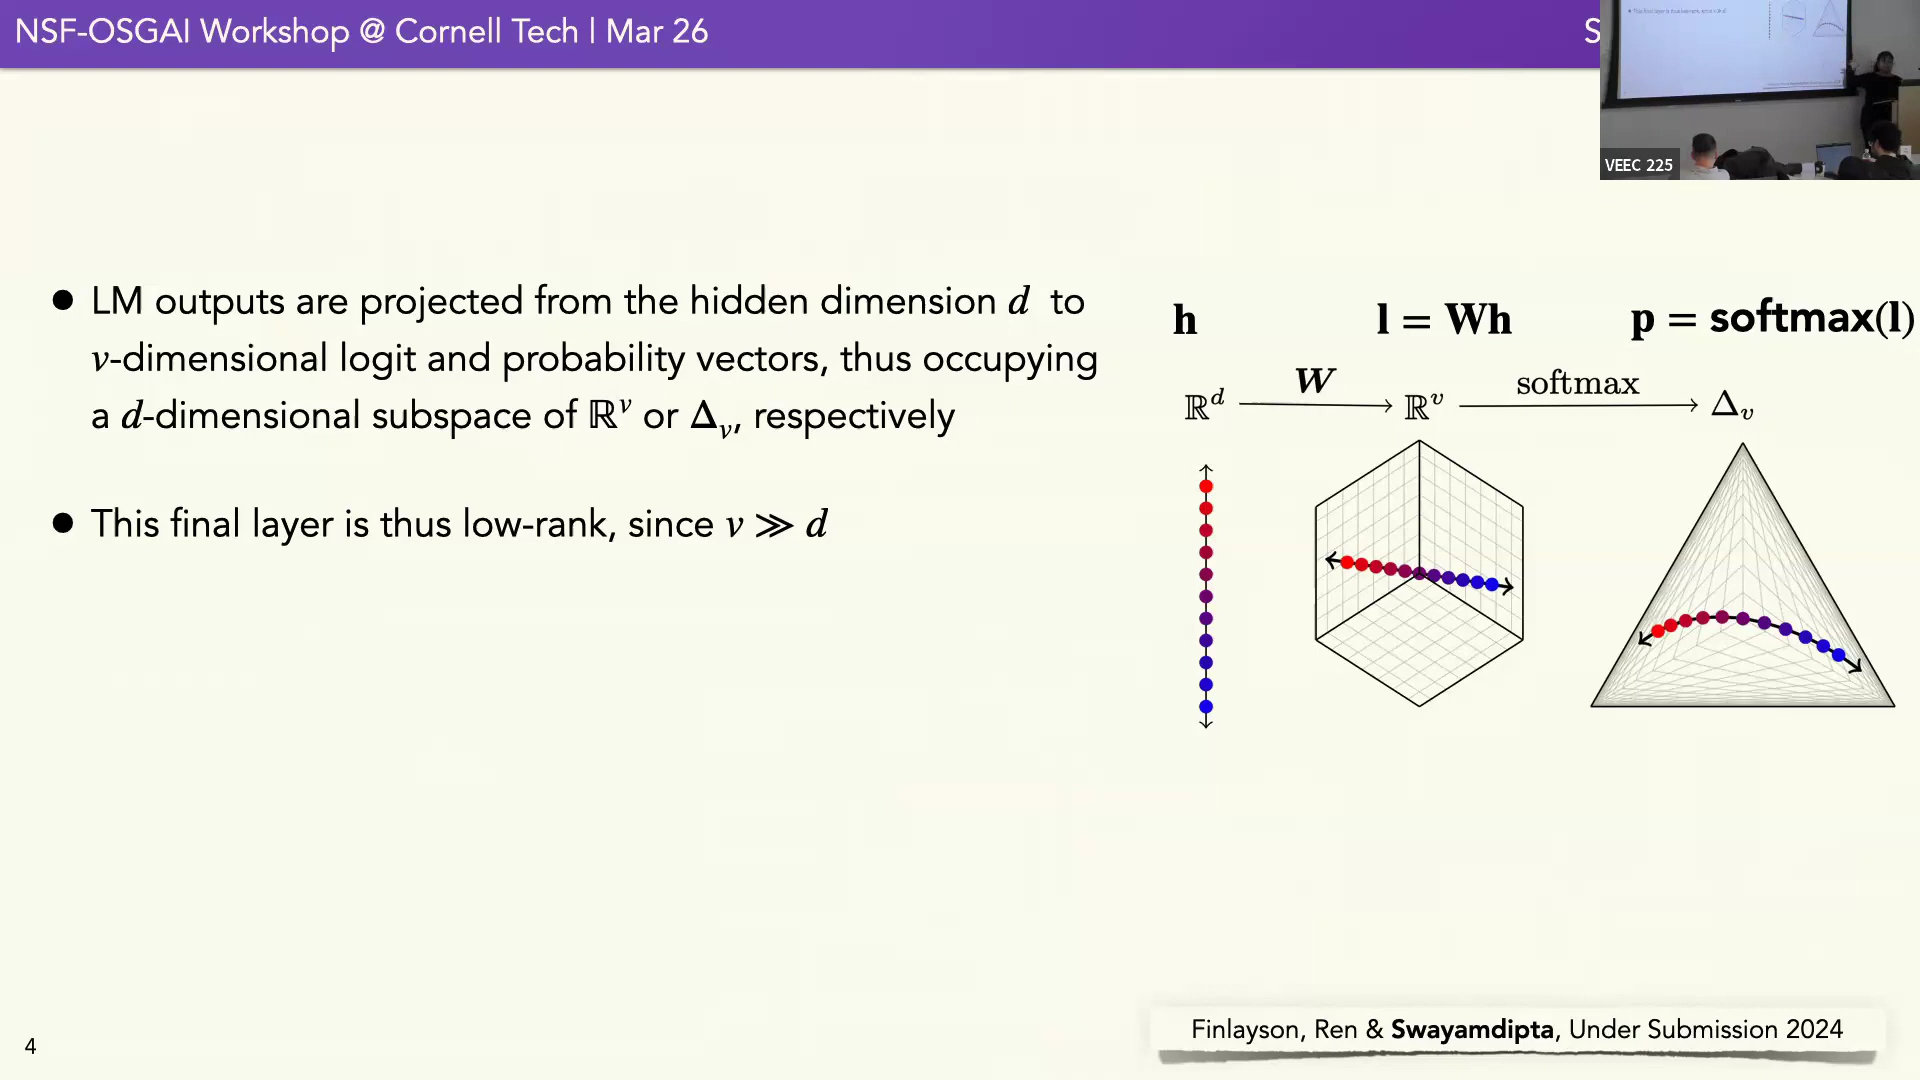 NSF-OSGAI Workshop @ Cornell Tech | Mar 26
S
VEEC 225
● LM outputs are projected from the hidden dimension d to
v-dimensional logit and probability vectors, thus occupying
a d-dimensional subspace of ℝᵛ or Δᵥ, respectively
● This final layer is thus low-rank, since v ≫ d
h l = Wh p = softmax(l)
W softmax
ℝᵈ ℝᵛ Δᵥ
Finlayson, Ren & Swayamdipta, Under Submission 2024
4